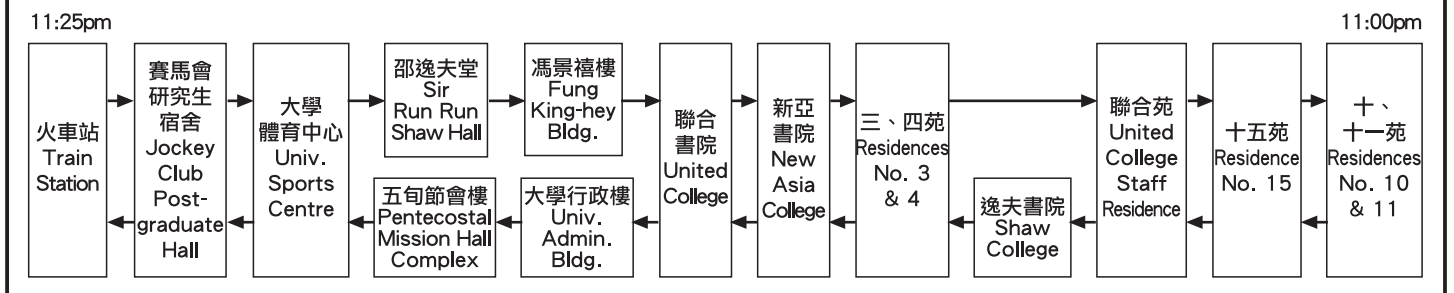 11:25pm
11:00pm
火車站
Train
Station
賽馬會
研究生
宿舍
Jockey
Club
Post-
graduate
Hall
大學
體育中心
Univ.
Sports
Centre
邵逸夫堂
Sir
Run Run
Shaw Hall
馮景禧樓
Fung
King-hey
Bldg.
五旬節會樓
Pentecostal
Mission Hall
Complex
大學行政樓
Univ.
Admin.
Bldg.
聯合
書院
United
College
新亞
書院
New
Asia
College
三、四苑
Residences
No. 3
& 4
逸夫書院
Shaw
College
聯合苑
United
College
Staff
Residence
十五苑
Residence
No. 15
十、
十一苑
Residences
No. 10
& 11